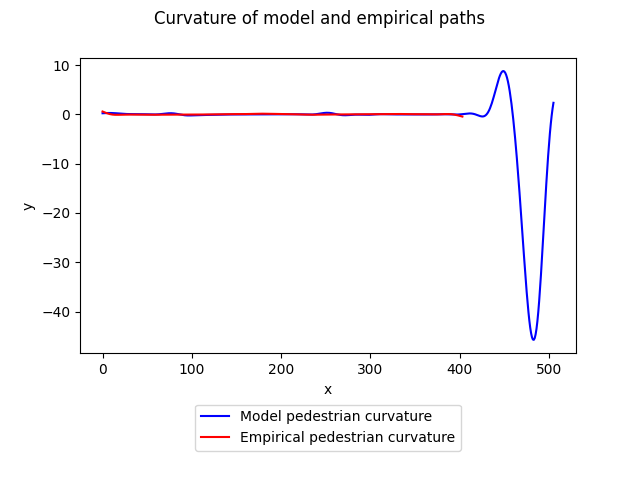 Curvature of model and empirical paths
y
10
0
−10
−20
−30
−40
0 100 200 300 400 500
x
Model pedestrian curvature
Empirical pedestrian curvature